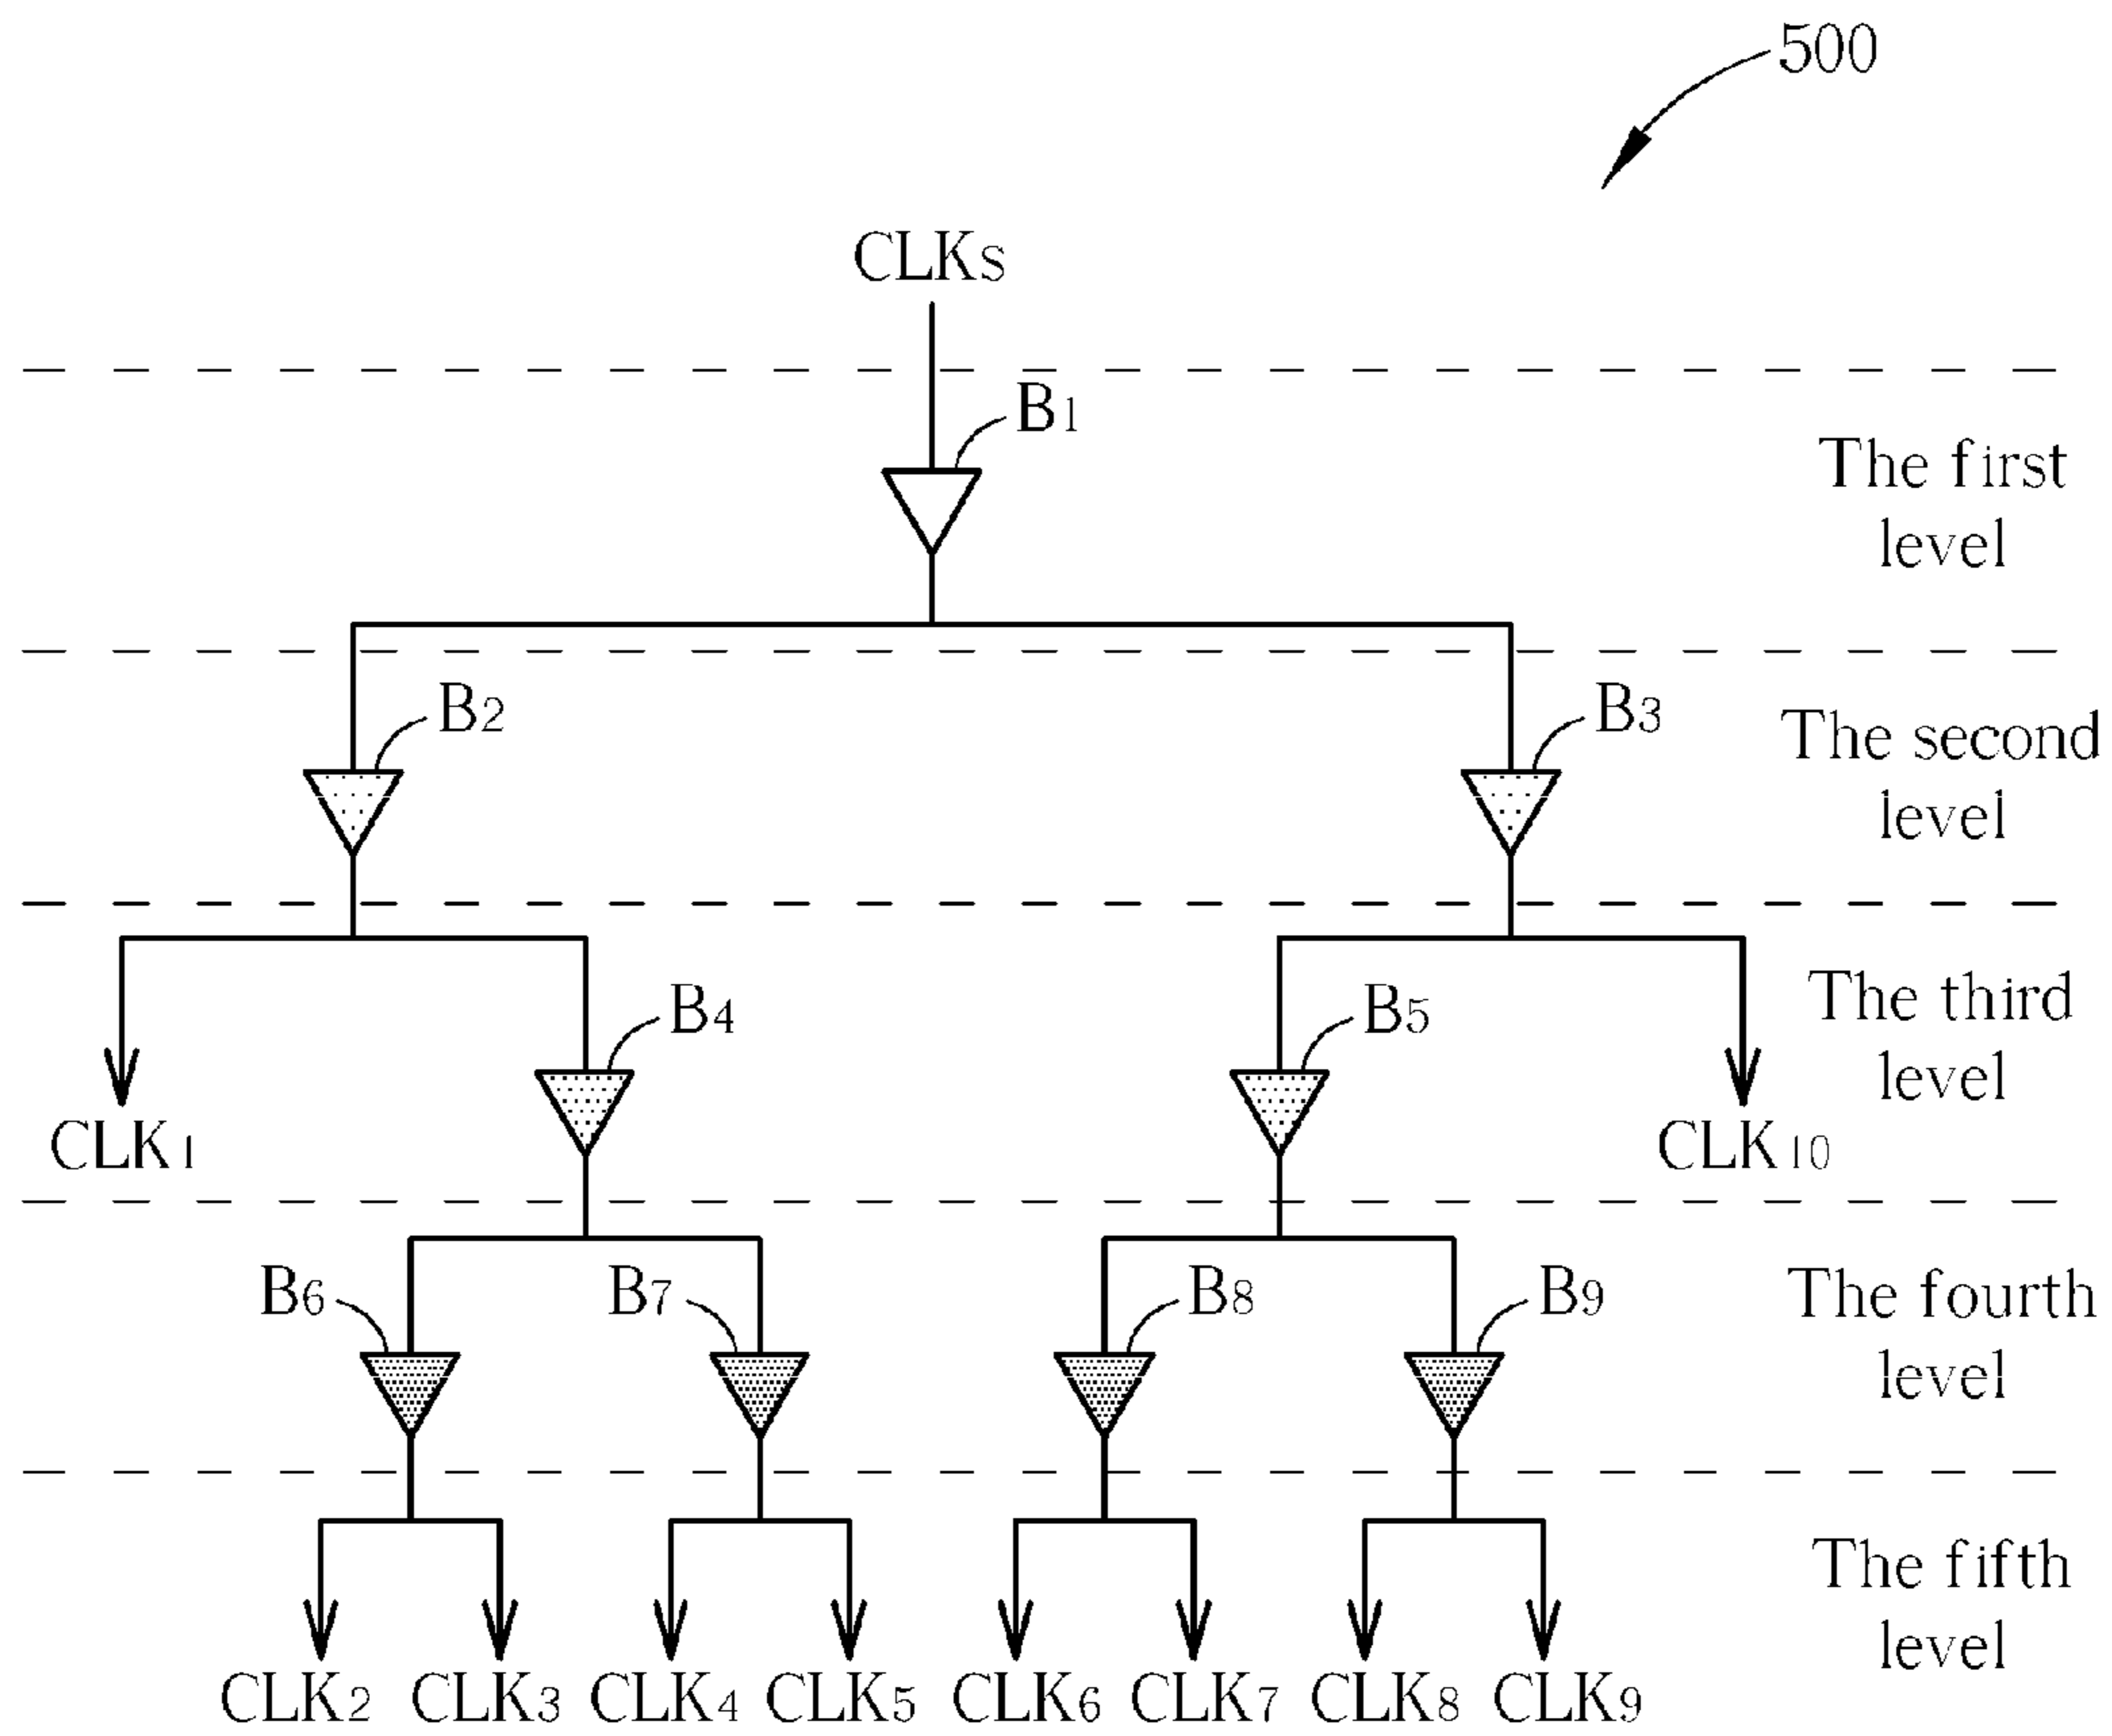 500
CLKS
B1
The first
level
B2
B3
The second
level
B4
B5
The third
level
CLK1
CLK10
B6
B7
B8
B9
The fourth
level
The fifth
level
CLK2 CLK3 CLK4 CLK5 CLK6 CLK7 CLK8 CLK9